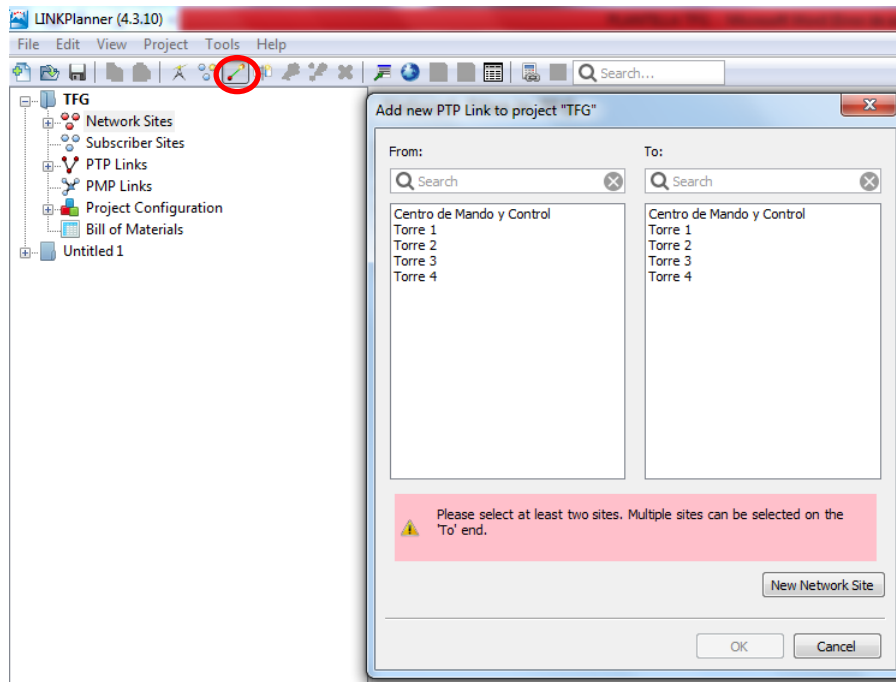 LINKPlanner (4.3.10)
File Edit View Project Tools Help
Search...
TFG
Network Sites
Subscriber Sites
PTP Links
PMP Links
Project Configuration
Bill of Materials
Untitled 1
Add new PTP Link to project "TFG"
From:
To:
Search
Search
Centro de Mando y Control
Torre 1
Torre 2
Torre 3
Torre 4
Centro de Mando y Control
Torre 1
Torre 2
Torre 3
Torre 4
Please select at least two sites. Multiple sites can be selected on the
'To' end.
New Network Site
OK
Cancel